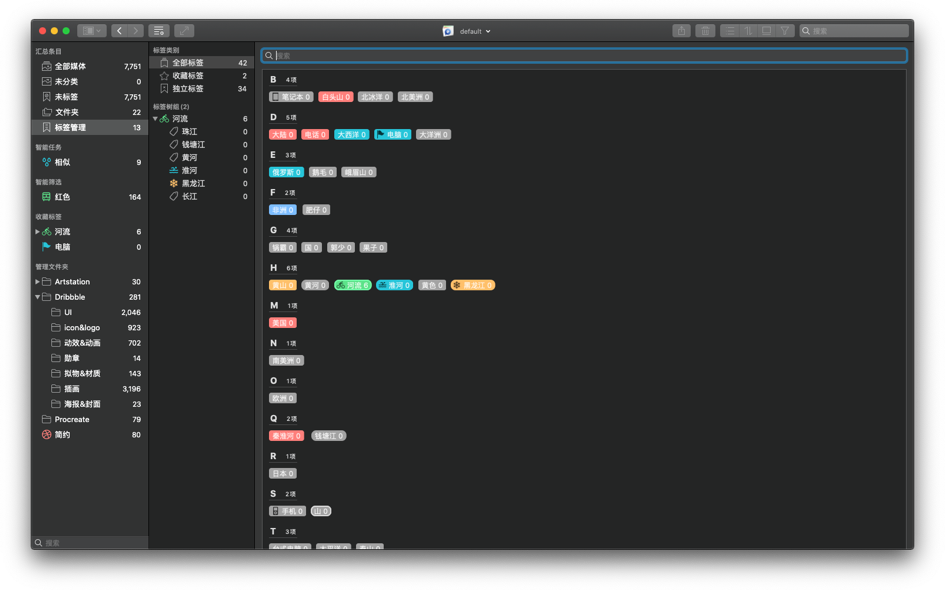 default
搜索
汇总条目
全部媒体 7,751
未分类 0
未标签 7,751
文件夹 22
标签管理 13
智能任务
相似 9
智能筛选
红色 164
收藏标签
河流 6
电脑 0
管理文件夹
Artstation 30
Dribbble 281
UI 2,046
icon&logo 923
动效&动画 702
勋章 14
拟物&材质 143
插画 3,196
海报&封面 23
Procreate 79
简约 80
搜索
标签类别
全部标签 42
收藏标签 2
独立标签 34
标签树组 (2)
河流 6
珠江 0
钱塘江 0
黄河 0
淮河 0
黑龙江 0
长江 0
搜索
B 4项
笔记本 0 白头山 0 北冰洋 0 北美洲 0
D 5项
大陆 0 电话 0 大西洋 0 电脑 0 大洋洲 0
E 3项
俄罗斯 0 鹅毛 0 峨眉山 0
F 2项
非洲 0 肥仔 0
G 4项
锅霸 0 国 0 郭少 0 果子 0
H 6项
黄山 0 黄河 0 河流 6 淮河 0 黄色 0 黑龙江 0
M 1项
美国 0
N 1项
南美洲 0
O 1项
欧洲 0
Q 2项
秦淮河 0 钱塘江 0
R 1项
日本 0
S 2项
手机 0 山 0
T 3项